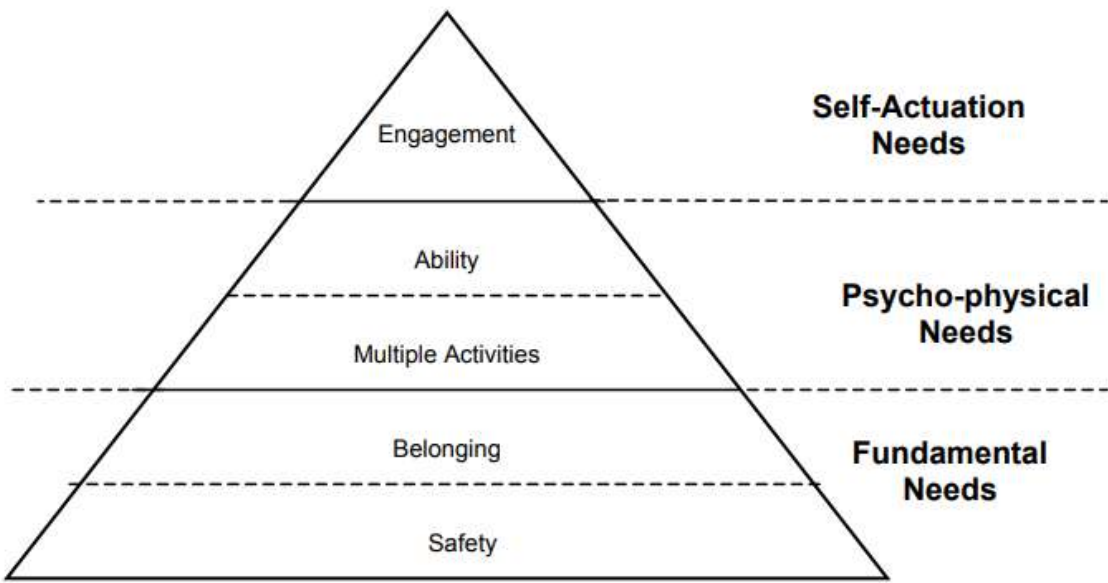 Engagement
Self-Actuation
Needs
Ability
Psycho-physical
Needs
Multiple Activities
Belonging
Fundamental
Needs
Safety